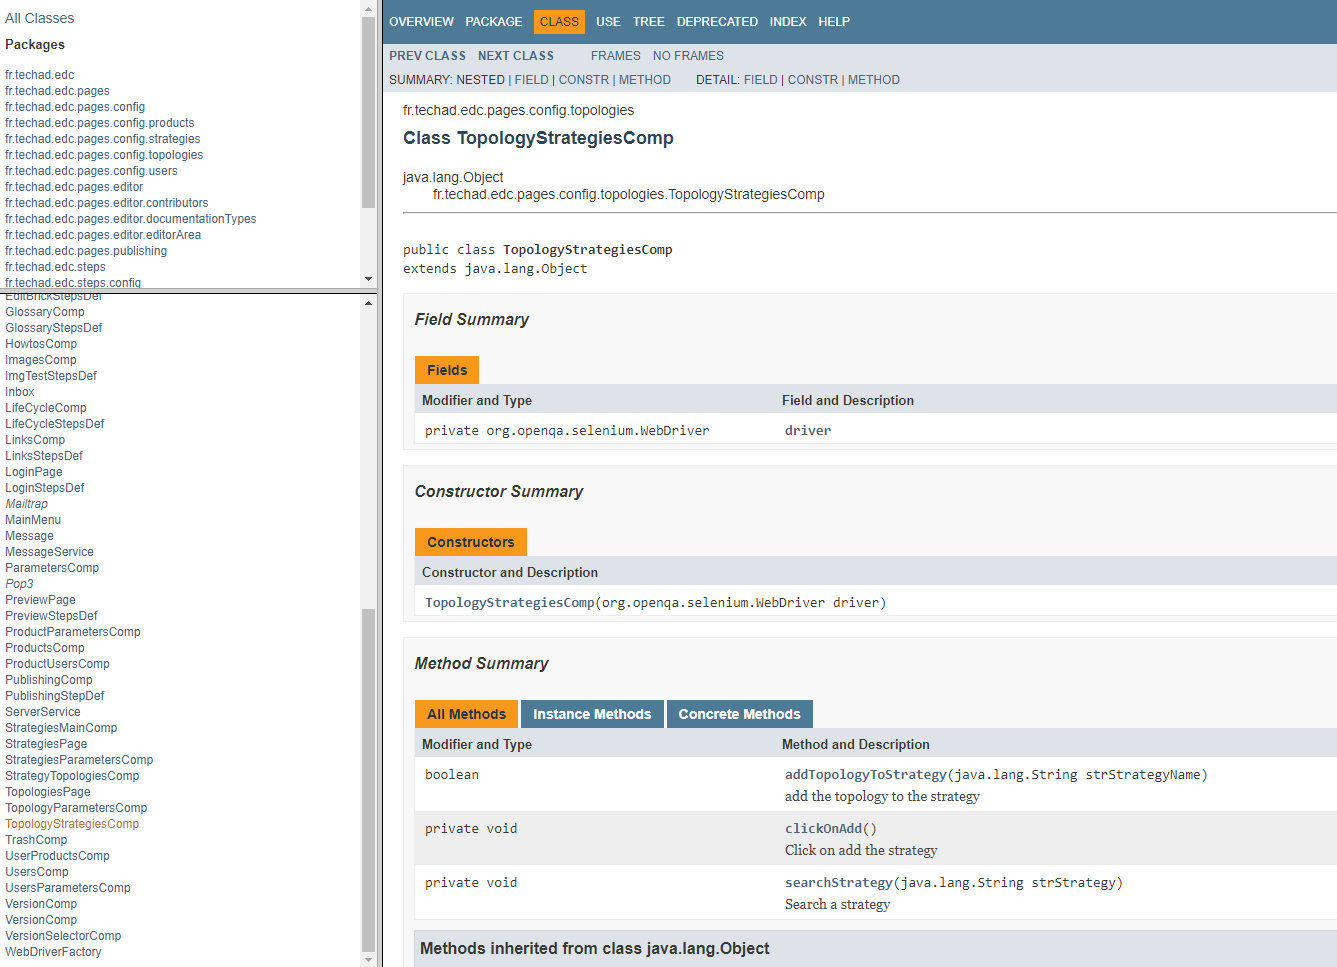 All Classes
Packages
fr.techad.edc
fr.techad.edc.pages
fr.techad.edc.pages.config
fr.techad.edc.pages.config.products
fr.techad.edc.pages.config.strategies
fr.techad.edc.pages.config.topologies
fr.techad.edc.pages.config.users
fr.techad.edc.pages.editor
fr.techad.edc.pages.editor.contributors
fr.techad.edc.pages.editor.documentationTypes
fr.techad.edc.pages.editor.editorArea
fr.techad.edc.pages.publishing
fr.techad.edc.steps
fr.techad.edc.steps.config
EditBrickStepsDef
GlossaryComp
GlossaryStepsDef
HowtosComp
ImagesComp
ImgTestStepsDef
Inbox
LifeCycleComp
LifeCycleStepsDef
LinksComp
LinksStepsDef
LoginPage
LoginStepsDef
Mailtrap
MainMenu
Message
MessageService
ParametersComp
Pop3
PreviewPage
PreviewStepsDef
ProductParametersComp
ProductsComp
ProductUsersComp
PublishingComp
PublishingStepDef
ServerService
StrategiesMainComp
StrategiesPage
StrategiesParametersComp
StrategyTopologiesComp
TopologiesPage
TopologyParametersComp
TopologyStrategiesComp
TrashComp
UserProductsComp
UsersComp
UsersParametersComp
VersionComp
VersionComp
VersionSelectorComp
WebDriverFactory
OVERVIEW PACKAGE CLASS USE TREE DEPRECATED INDEX HELP
PREV CLASS NEXT CLASS FRAMES NO FRAMES
SUMMARY: NESTED | FIELD | CONSTR | METHOD DETAIL: FIELD | CONSTR | METHOD
fr.techad.edc.pages.config.topologies
Class TopologyStrategiesComp
java.lang.Object
fr.techad.edc.pages.config.topologies.TopologyStrategiesComp
public class TopologyStrategiesComp
extends java.lang.Object
Field Summary
Fields
Modifier and Type Field and Description
private org.openqa.selenium.WebDriver driver
Constructor Summary
Constructors
Constructor and Description
TopologyStrategiesComp(org.openqa.selenium.WebDriver driver)
Method Summary
All Methods Instance Methods Concrete Methods
Modifier and Type Method and Description
boolean addTopologyToStrategy(java.lang.String strStrategyName)
add the topology to the strategy
private void clickOnAdd()
Click on add the strategy
private void searchStrategy(java.lang.String strStrategy)
Search a strategy
Methods inherited from class java.lang.Object